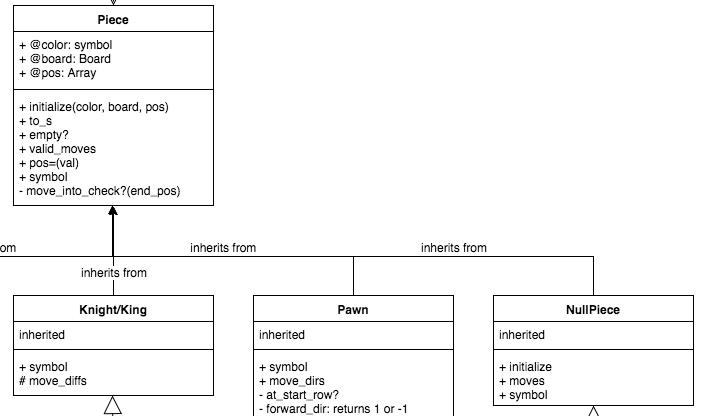 Piece
+ @color: symbol
+ @board: Board
+ @pos: Array
+ initialize(color, board, pos)
+ to_s
+ empty?
+ valid_moves
+ pos=(val)
+ symbol
- move_into_check?(end_pos)
om
inherits from
inherits from
inherits from
Knight/King
inherited
+ symbol
# move_diffs
Pawn
inherited
+ symbol
+ move_dirs
- at_start_row?
- forward_dir: returns 1 or -1
NullPiece
inherited
+ initialize
+ moves
+ symbol